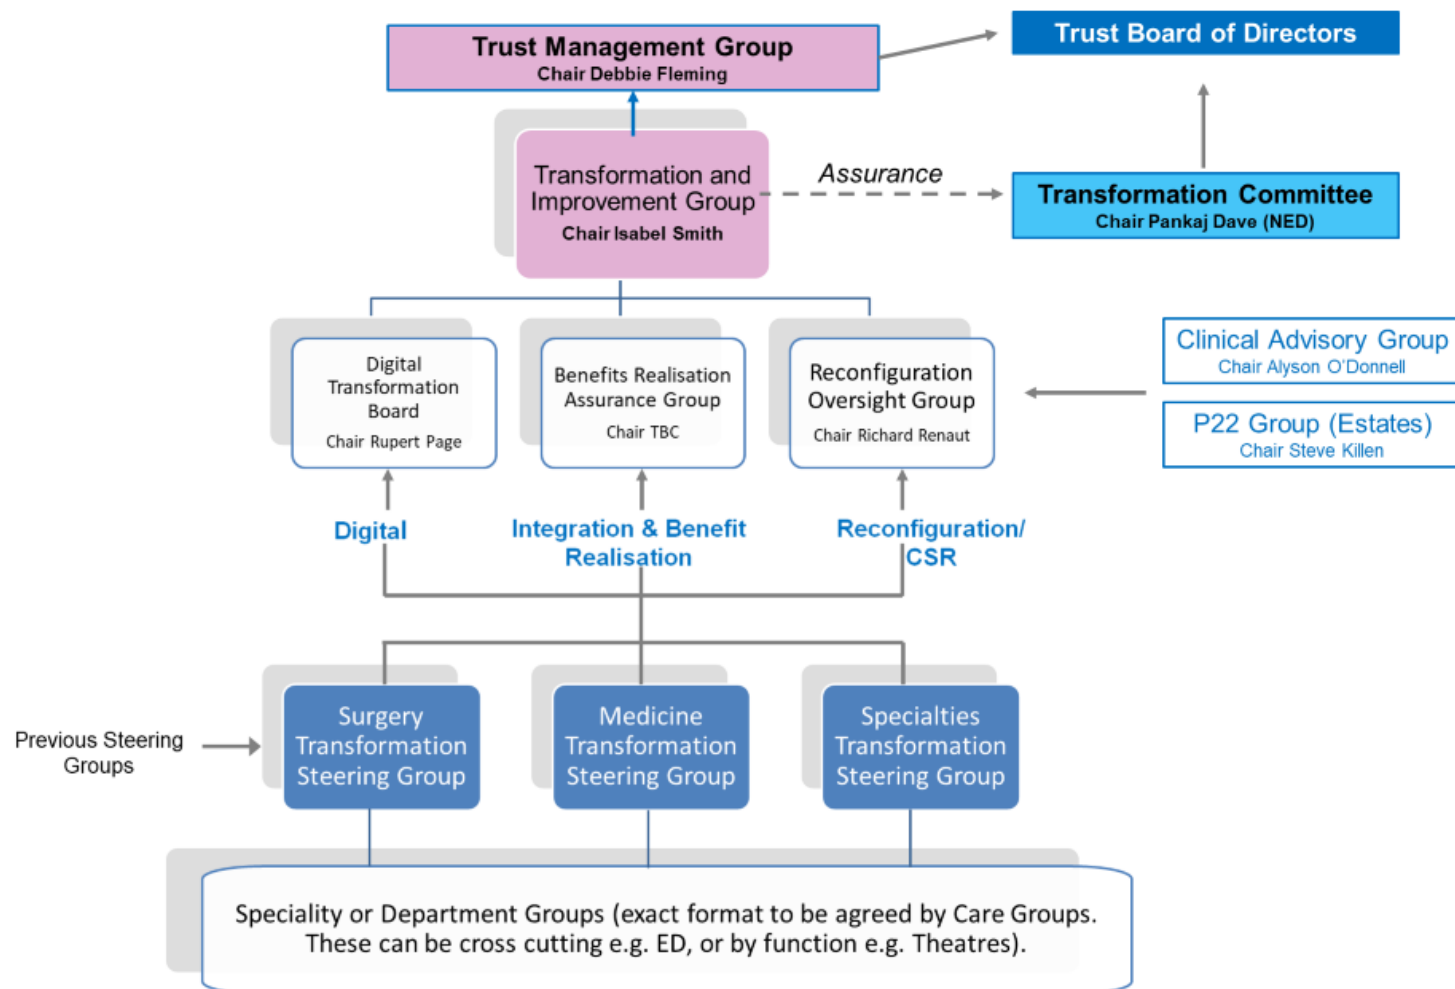 Trust Management Group
Chair Debbie Fleming
Trust Board of Directors
Transformation and
Improvement Group
Chair Isabel Smith
Assurance
Transformation Committee
Chair Pankaj Dave (NED)
Digital
Transformation
Board
Chair Rupert Page
Benefits Realisation
Assurance Group
Chair TBC
Reconfiguration
Oversight Group
Chair Richard Renaut
Clinical Advisory Group
Chair Alyson O'Donnell
P22 Group (Estates)
Chair Steve Killen
Digital
Integration & Benefit
Realisation
Reconfiguration/
CSR
Previous Steering
Groups
Surgery
Transformation
Steering Group
Medicine
Transformation
Steering Group
Specialties
Transformation
Steering Group
Speciality or Department Groups (exact format to be agreed by Care Groups.
These can be cross cutting e.g. ED, or by function e.g. Theatres).